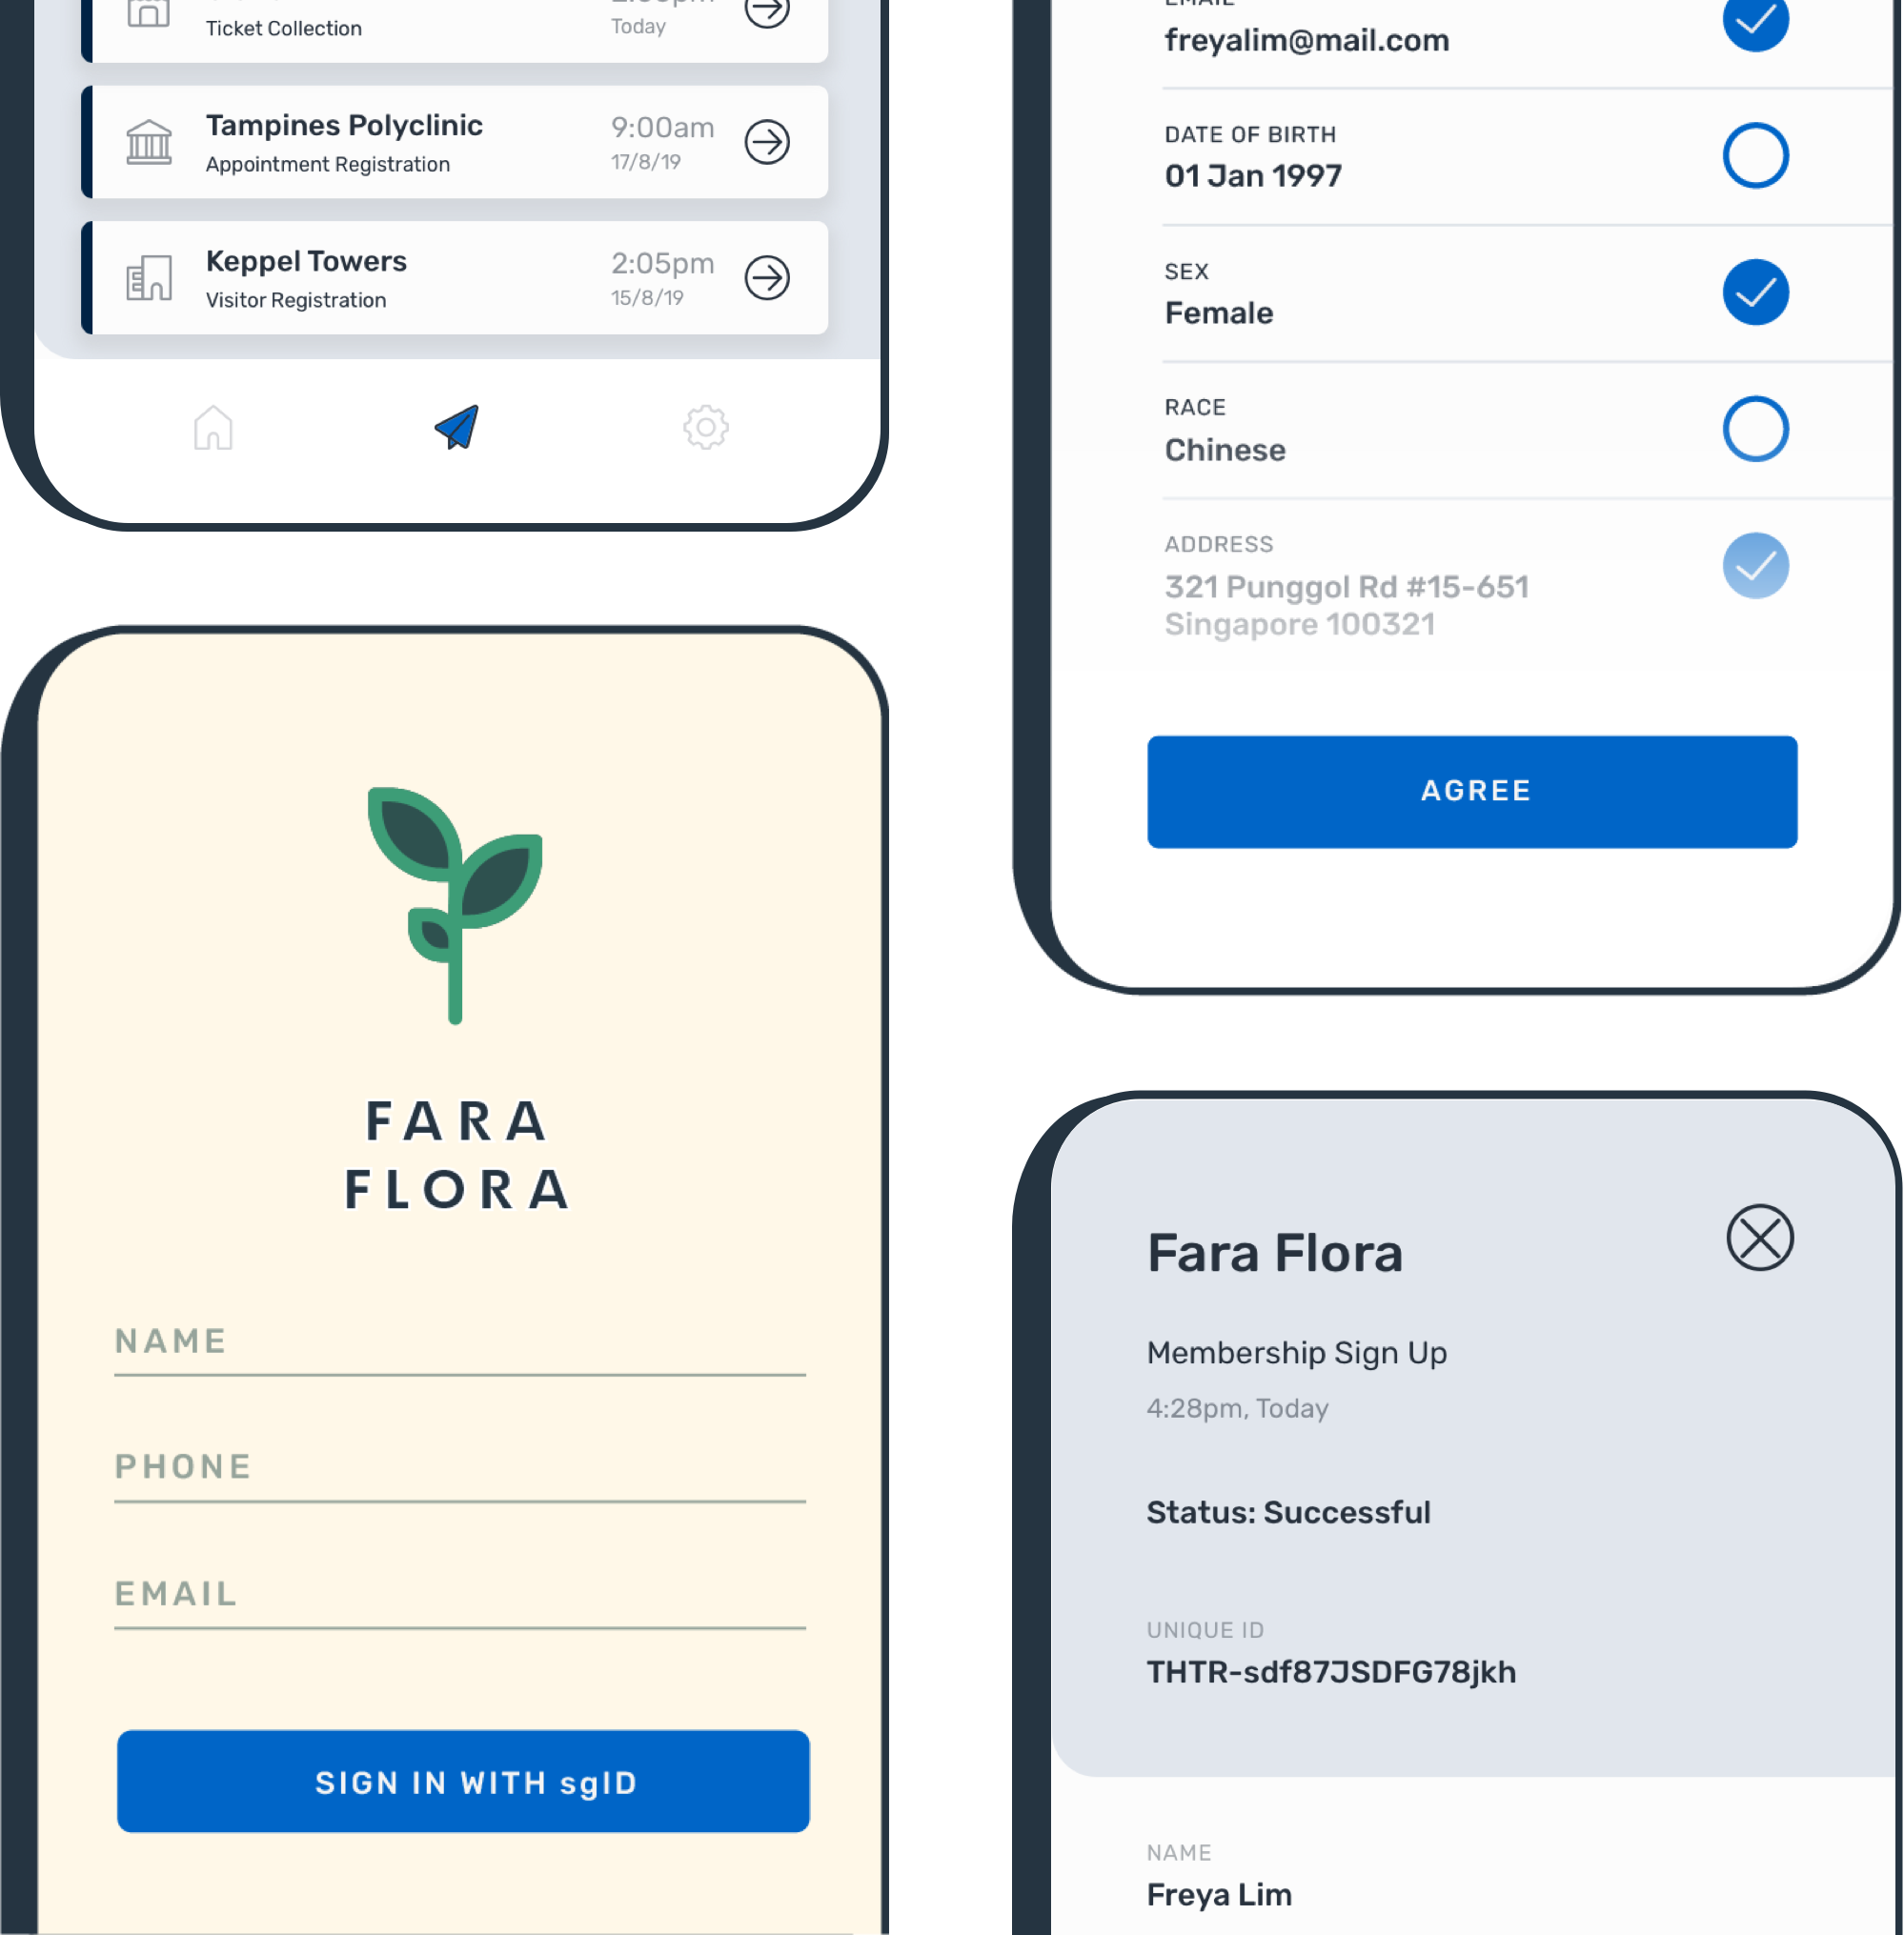 Ticket Collection
Today
Tampines Polyclinic
Appointment Registration
9:00am
17/8/19
Keppel Towers
Visitor Registration
2:05pm
15/8/19
FARA
FLORA
NAME
PHONE
EMAIL
SIGN IN WITH sgID
EMAIL
freyalim@mail.com
DATE OF BIRTH
01 Jan 1997
SEX
Female
RACE
Chinese
ADDRESS
321 Punggol Rd #15-651
Singapore 100321
AGREE
Fara Flora
Membership Sign Up
4:28pm, Today
Status: Successful
UNIQUE ID
THTR-sdf87JSDFG78jkh
NAME
Freya Lim